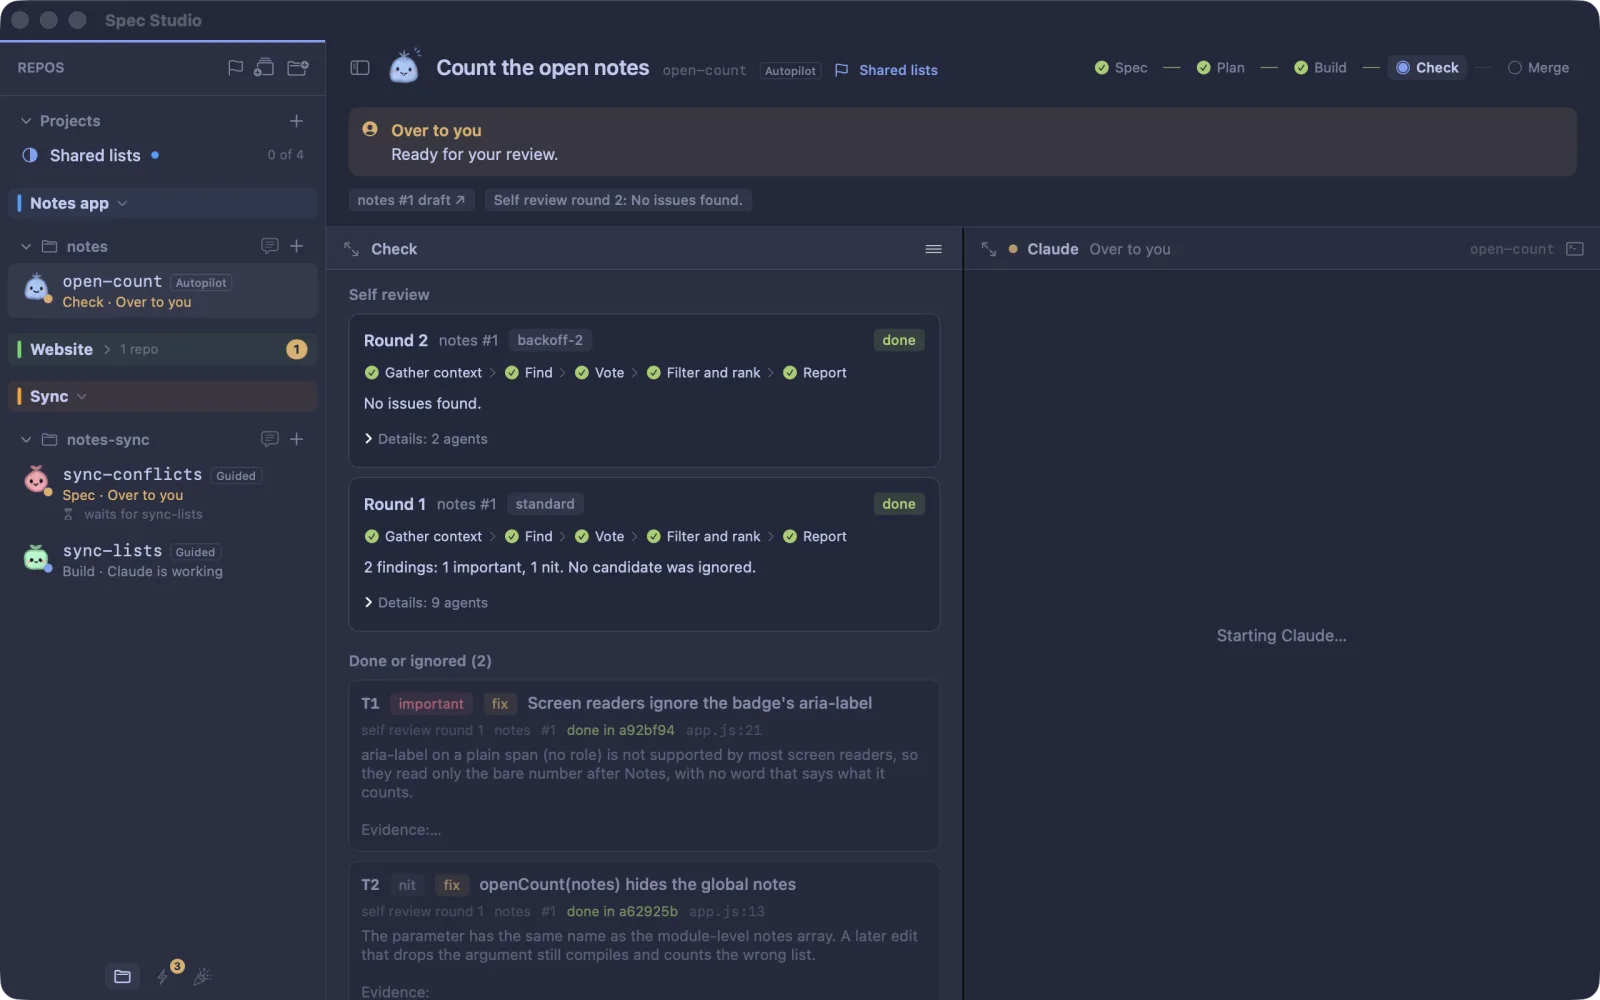 Spec Studio
REPOS
Projects
Shared lists 0 of 4
Notes app
notes
open-count Autopilot
Check · Over to you
Website 1 repo 1
Sync
notes-sync
sync-conflicts Guided
Spec · Over to you
waits for sync-lists
sync-lists Guided
Build · Claude is working
3
Count the open notes open-count Autopilot Shared lists
Spec Plan Build Check Merge
Over to you
Ready for your review.
notes #1 draft ↗ Self review round 2: No issues found.
Check
Self review
Round 2 notes #1 backoff-2 done
Gather context > Find > Vote > Filter and rank > Report
No issues found.
Details: 2 agents
Round 1 notes #1 standard done
Gather context > Find > Vote > Filter and rank > Report
2 findings: 1 important, 1 nit. No candidate was ignored.
Details: 9 agents
Done or ignored (2)
T1 important fix Screen readers ignore the badge's aria-label
self review round 1 notes #1 done in a92bf94 app.js:21
aria-label on a plain span (no role) is not supported by most screen readers, so
they read only the bare number after Notes, with no word that says what it
counts.
Evidence:...
T2 nit fix openCount(notes) hides the global notes
self review round 1 notes #1 done in a62925b app.js:13
The parameter has the same name as the module-level notes array. A later edit
that drops the argument still compiles and counts the wrong list.
Evidence:
Claude Over to you open-count
Starting Claude...